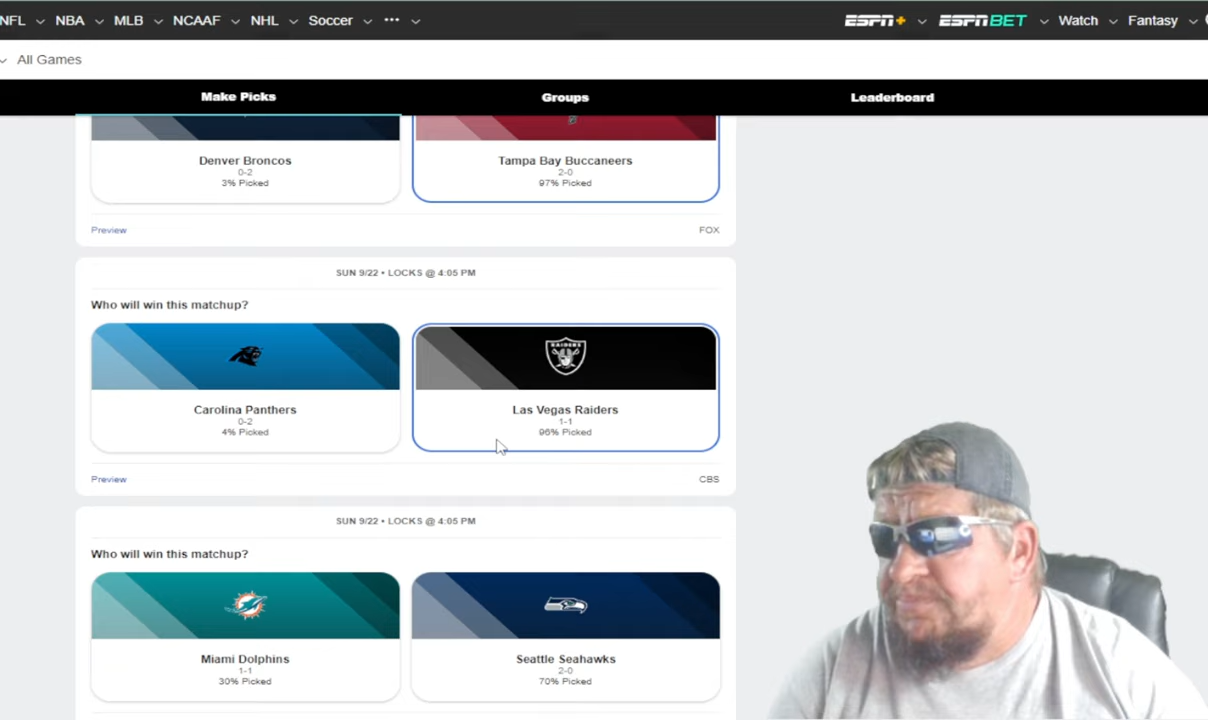 NFL NBA MLB NCAAF NHL Soccer ••• ESPN+ ESPN BET Watch Fantasy
All Games
Make Picks Groups Leaderboard
Denver Broncos Tampa Bay Buccaneers
0-2 2-0
3% Picked 97% Picked
Preview FOX
SUN 9/22 • LOCKS @ 4:05 PM
Who will win this matchup?
RAIDERS
Carolina Panthers Las Vegas Raiders
0-2 1-1
4% Picked 96% Picked
Preview CBS
SUN 9/22 • LOCKS @ 4:05 PM
Who will win this matchup?
Miami Dolphins Seattle Seahawks
1-1 2-0
30% Picked 70% Picked